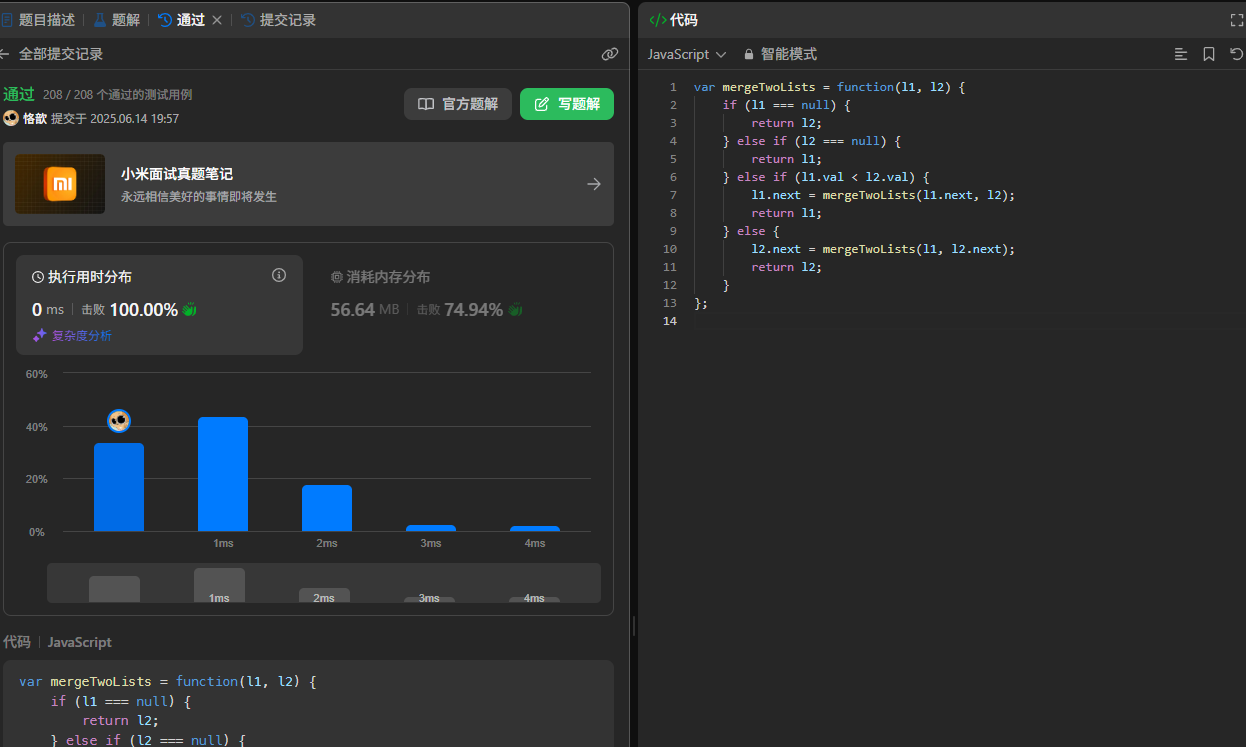 题目描述 题解 通过 提交记录
全部提交记录
通过 208 / 208 个通过的测试用例
恪歆 提交于 2025.06.14 19:57
官方题解
写题解
mi
小米面试真题笔记
永远相信美好的事情即将发生
执行用时分布
0 ms 击败 100.00%
复杂度分析
消耗内存分布
56.64 MB 击败 74.94%
60%
40%
20%
0%
1ms 2ms 3ms 4ms
1ms 2ms 3ms 4ms
代码 JavaScript
var mergeTwoLists = function(l1, l2) {
if (l1 === null) {
return l2;
} else if (l2 === null) {
</> 代码
JavaScript 智能模式
1 var mergeTwoLists = function(l1, l2) {
2 if (l1 === null) {
3 return l2;
4 } else if (l2 === null) {
5 return l1;
6 } else if (l1.val < l2.val) {
7 l1.next = mergeTwoLists(l1.next, l2);
8 return l1;
9 } else {
10 l2.next = mergeTwoLists(l1, l2.next);
11 return l2;
12 }
13 };
14